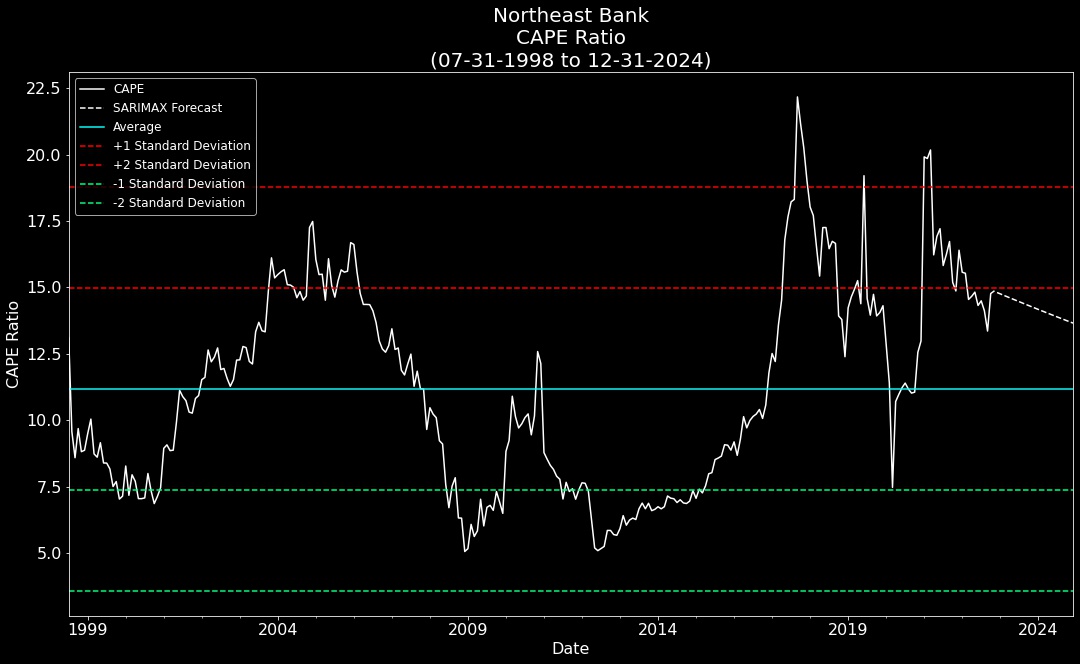 Northeast Bank
CAPE Ratio
(07-31-1998 to 12-31-2024)
CAPE
SARIMAX Forecast
Average
+1 Standard Deviation
+2 Standard Deviation
-1 Standard Deviation
-2 Standard Deviation
22.5
20.0
17.5
15.0
12.5
10.0
7.5
5.0
CAPE Ratio
1999 2004 2009 2014 2019 2024
Date